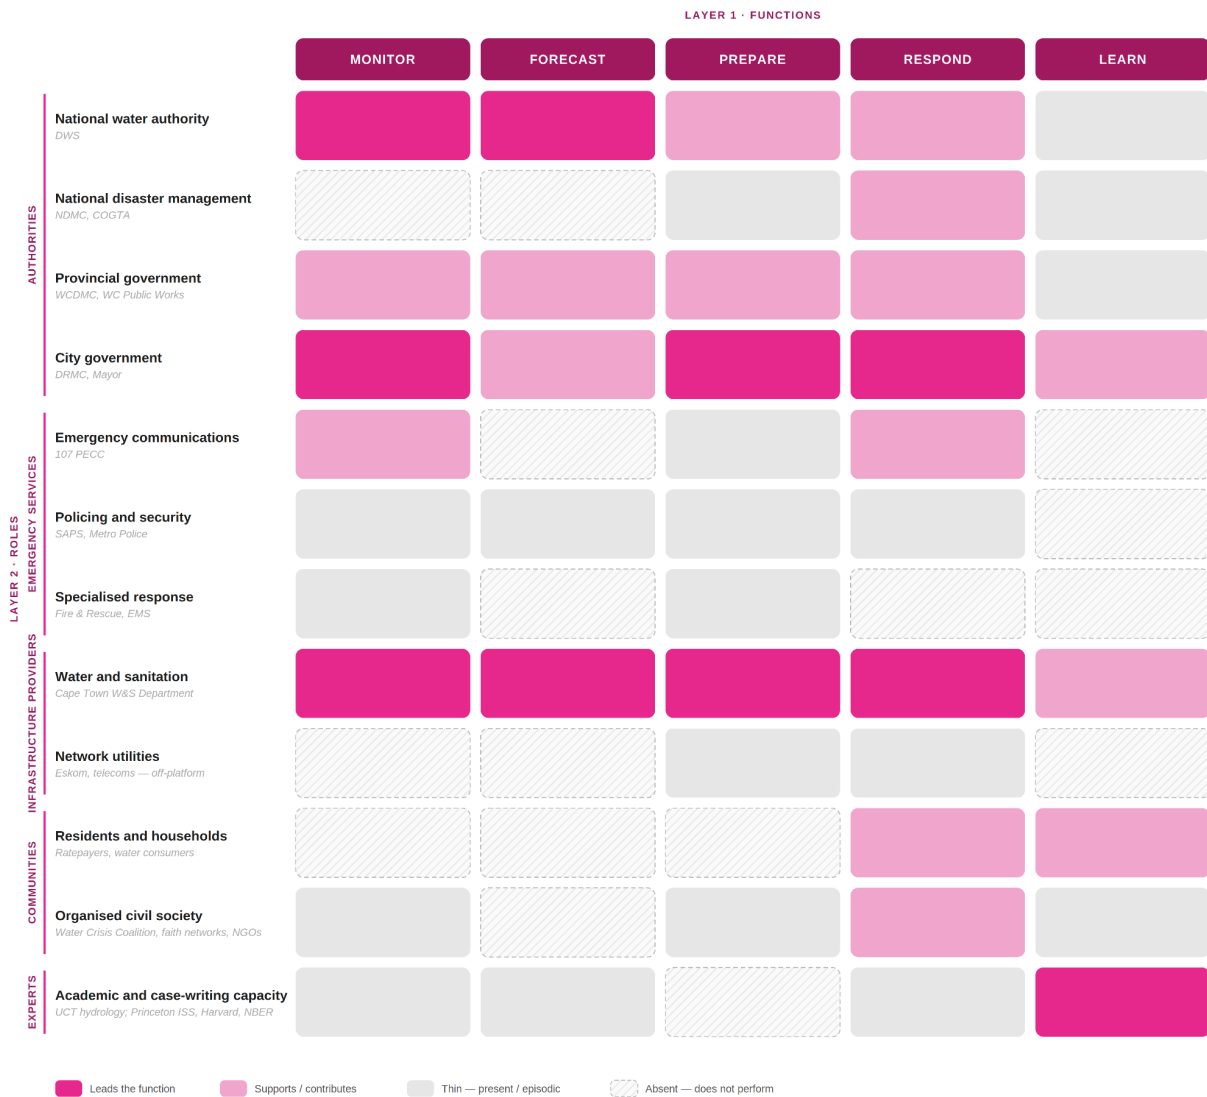 LAYER 1 · FUNCTIONS
MONITOR
FORECAST
PREPARE
RESPOND
LEARN
LAYER 2 · ROLES
AUTHORITIES
National water authority
DWS
National disaster management
NDMC, COGTA
Provincial government
WCDMC, WC Public Works
City government
DRMC, Mayor
EMERGENCY SERVICES
Emergency communications
107 PECC
Policing and security
SAPS, Metro Police
Specialised response
Fire & Rescue, EMS
INFRASTRUCTURE PROVIDERS
Water and sanitation
Cape Town W&S Department
Network utilities
Eskom, telecoms — off-platform
COMMUNITIES
Residents and households
Ratepayers, water consumers
Organised civil society
Water Crisis Coalition, faith networks, NGOs
EXPERTS
Academic and case-writing capacity
UCT hydrology; Princeton ISS, Harvard, NBER
Leads the function
Supports / contributes
Thin — present / episodic
Absent — does not perform